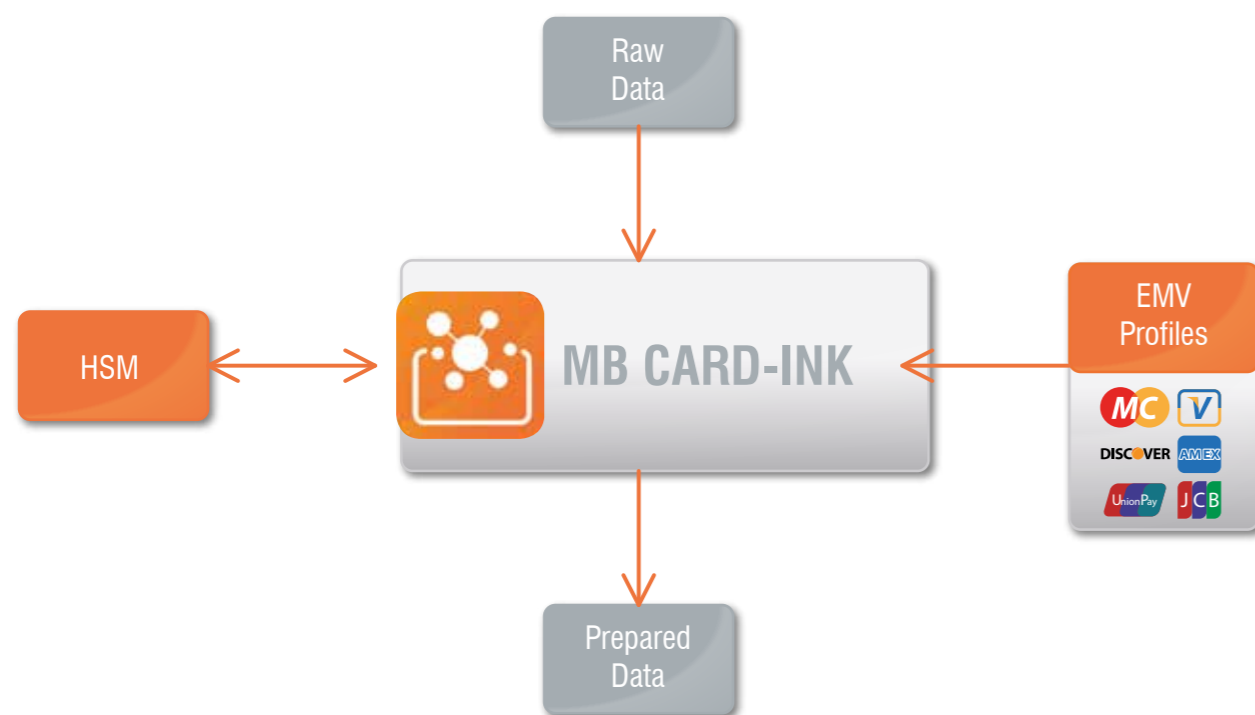 Raw
Data
HSM
MB CARD-INK
EMV
Profiles
MC V
DISCOVER AMEX
UnionPay JCB
Prepared
Data